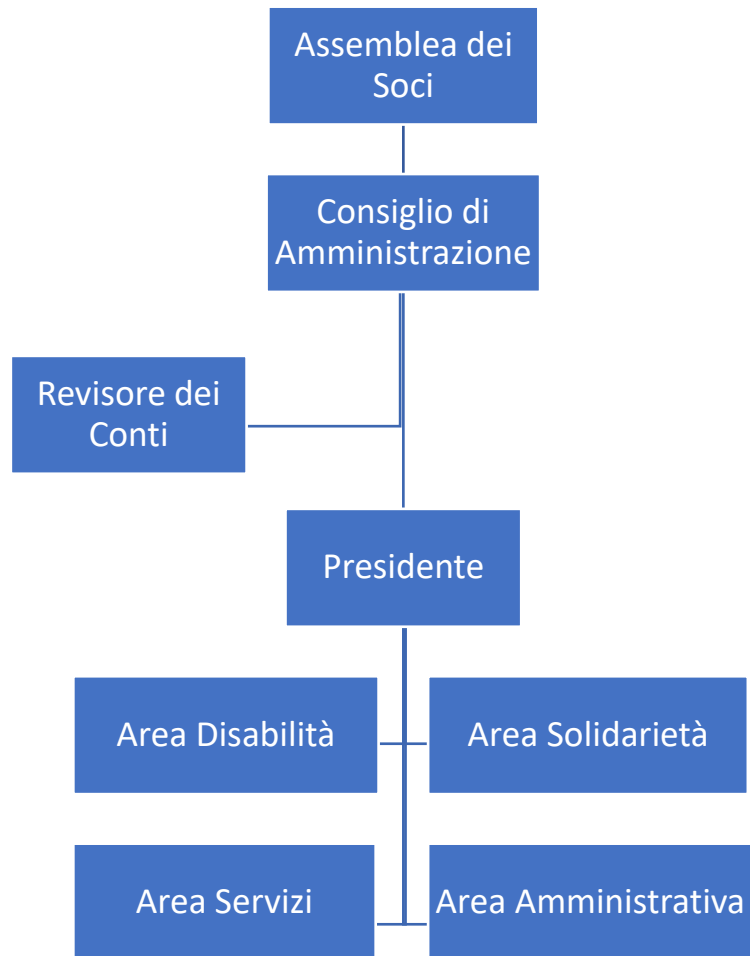 Assemblea dei
Soci
Consiglio di
Amministrazione
Revisore dei
Conti
Presidente
Area Disabilità
Area Solidarietà
Area Servizi
Area Amministrativa